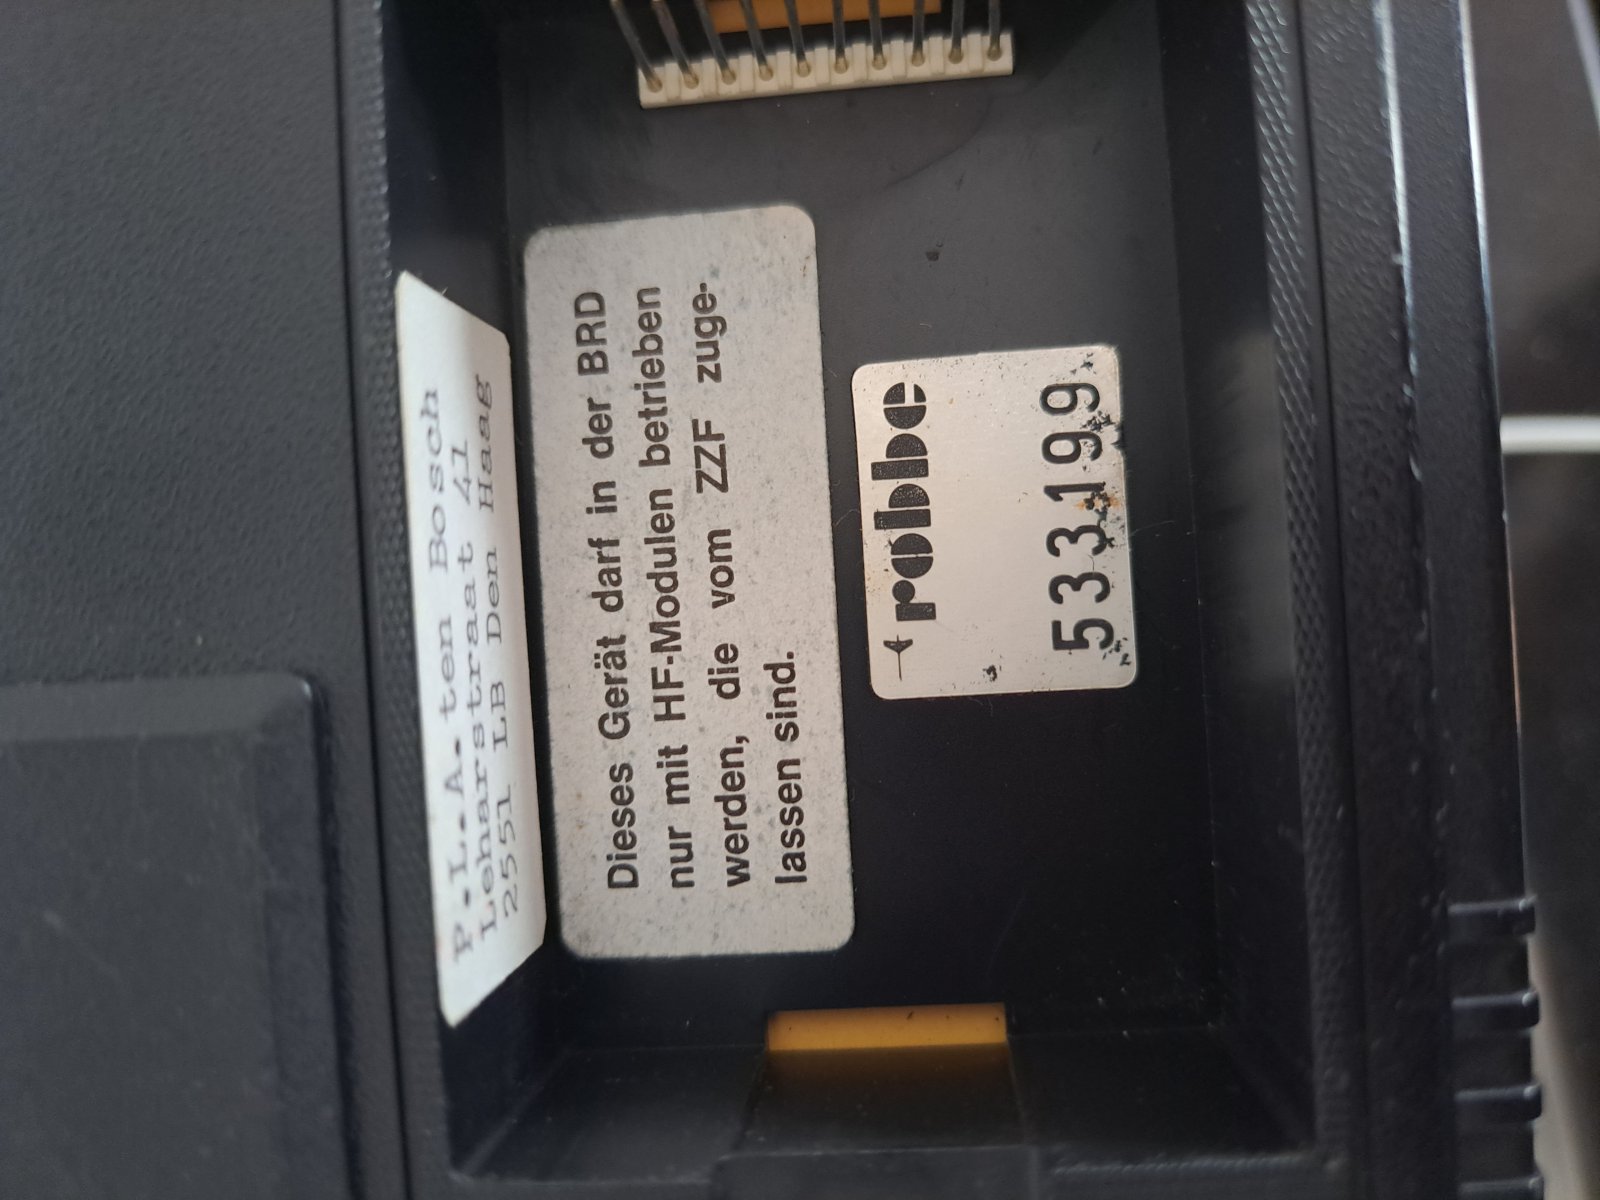 P.L.A.ten Bosch
Leharstraat 41
2551 LB Den Haag
Dieses Gerät darf in der BRD
nur mit HF-Modulen betrieben
werden, die vom ZZF zuge-
lassen sind.
robbe
533199